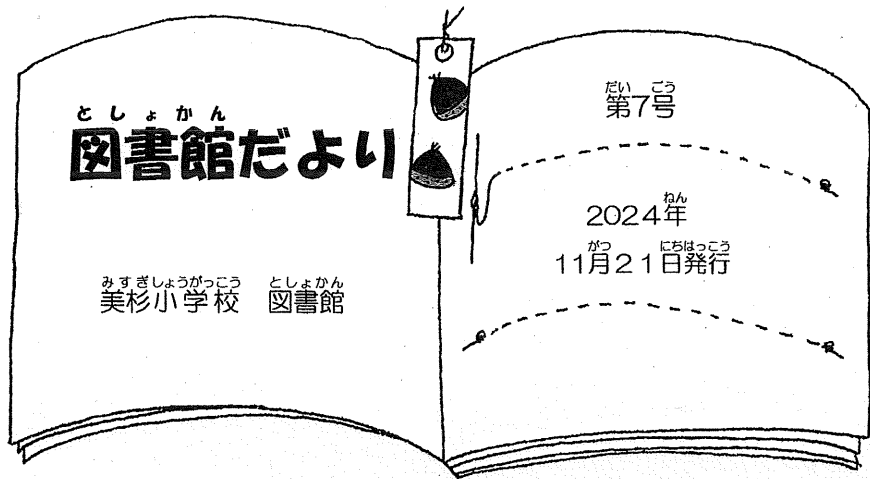 としょかん
図書館だより
みすぎしょうがっこう としょかん
美杉小学校 図書館
だい ごう
第7号
ねん
2024年
がつ にちはっこう
11月21日発行